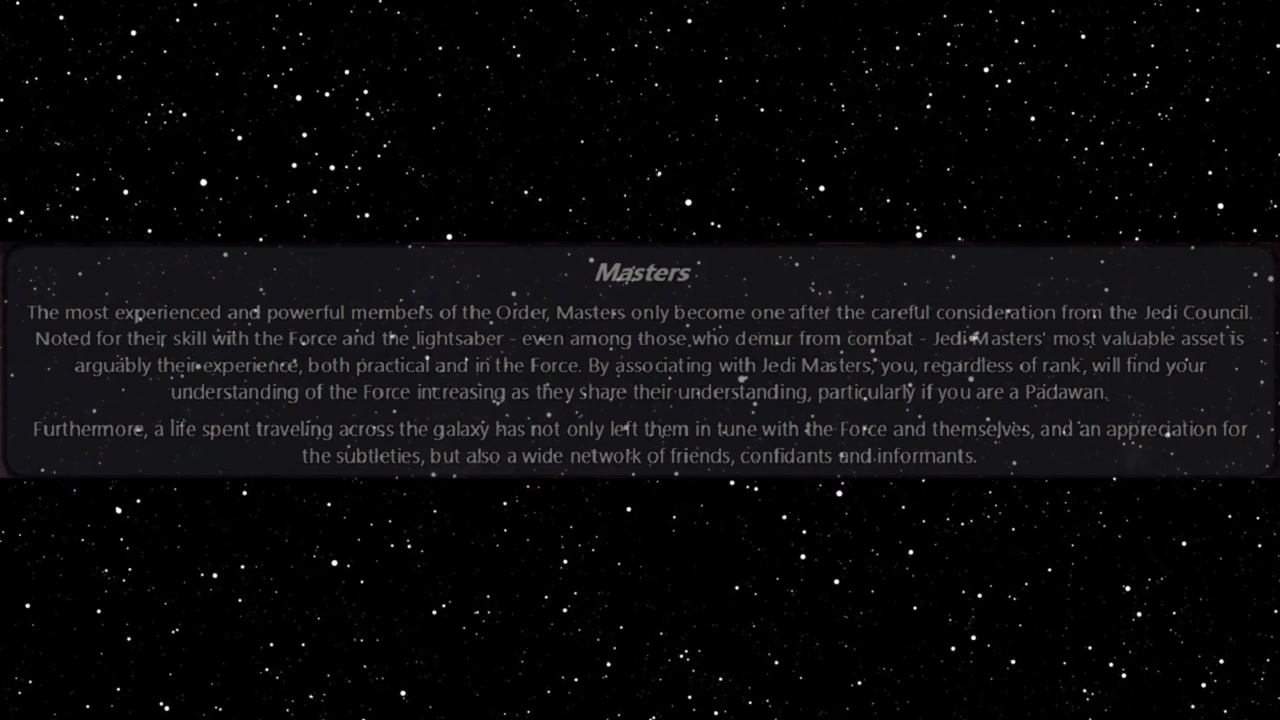 Masters
The most experienced and powerful members of the Order, Masters only become one after the careful consideration from the Jedi Council.
Noted for their skill with the Force and the lightsaber - even among those who demur from combat - Jedi Masters' most valuable asset is
arguably their experience, both practical and in the Force. By associating with Jedi Masters, you, regardless of rank, will find your
understanding of the Force increasing as they share their understanding, particularly if you are a Padawan.
Furthermore, a life spent traveling across the galaxy has not only left them in tune with the Force and themselves, and an appreciation for
the subtleties, but also a wide network of friends, confidants and informants.